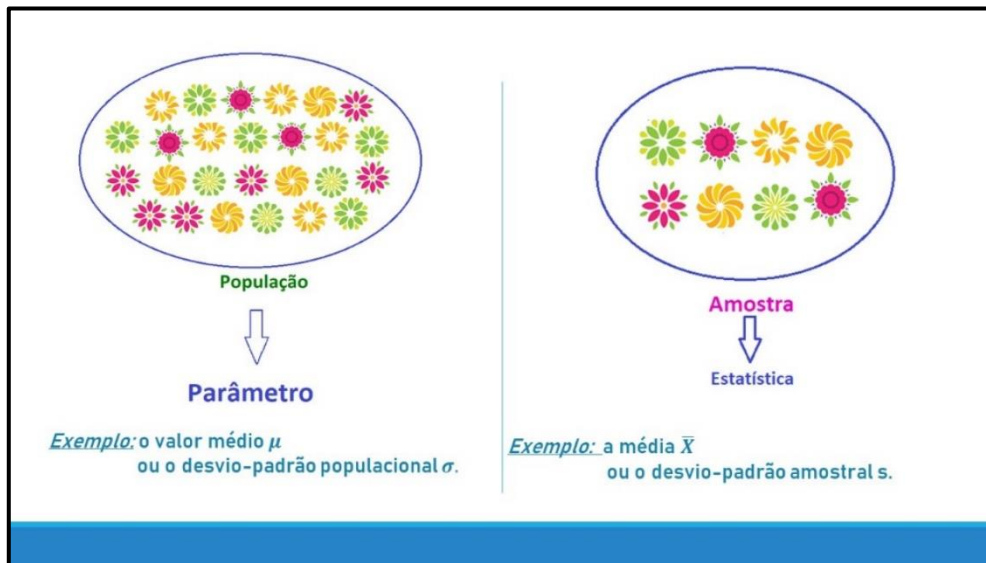 População
Parâmetro
Exemplo: o valor médio μ
ou o desvio-padrão populacional σ.
Amostra
Estatística
Exemplo: a média X̅
ou o desvio-padrão amostral s.